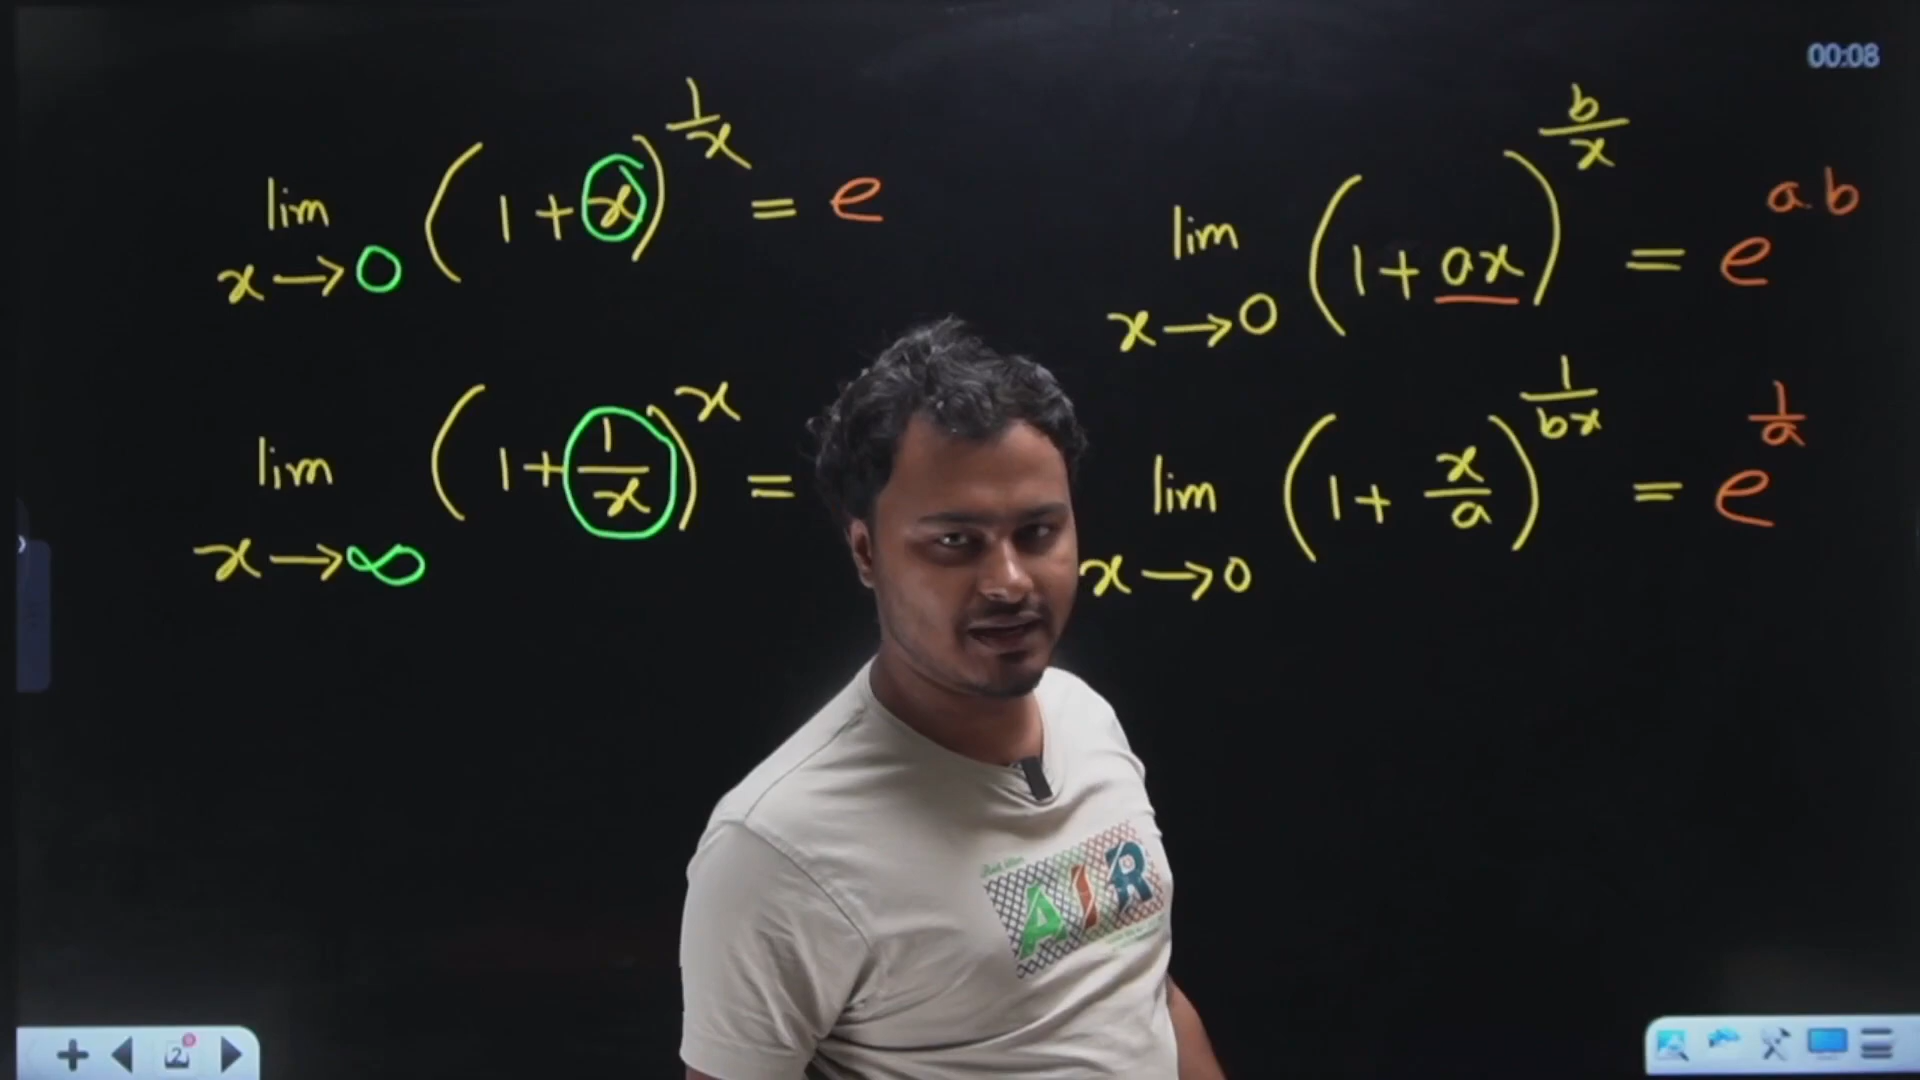 00:08
lim x→0 (1+x)^(1/x) = e
lim x→0 (1+ax)^(b/x) = e^(ab)
lim x→∞ (1+1/x)^x =
lim x→0 (1+x/a)^(1/(bx)) = e^(1/a)
AIR
2